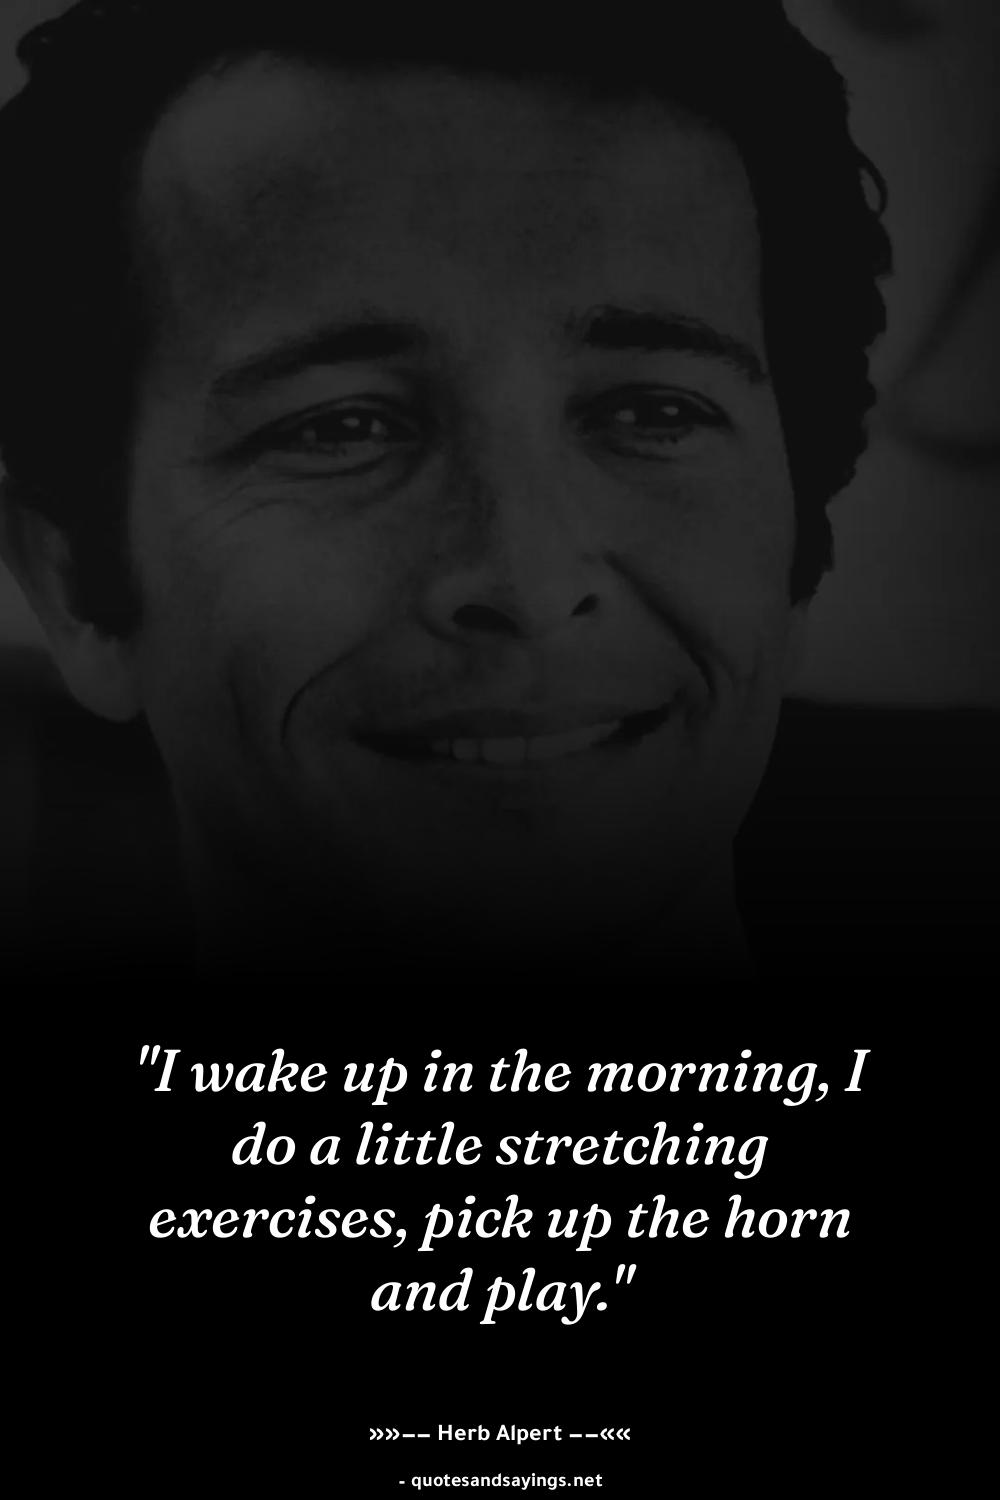 "I wake up in the morning, I
do a little stretching
exercises, pick up the horn
and play."
»»−− Herb Alpert −−««
- quotesandsayings.net